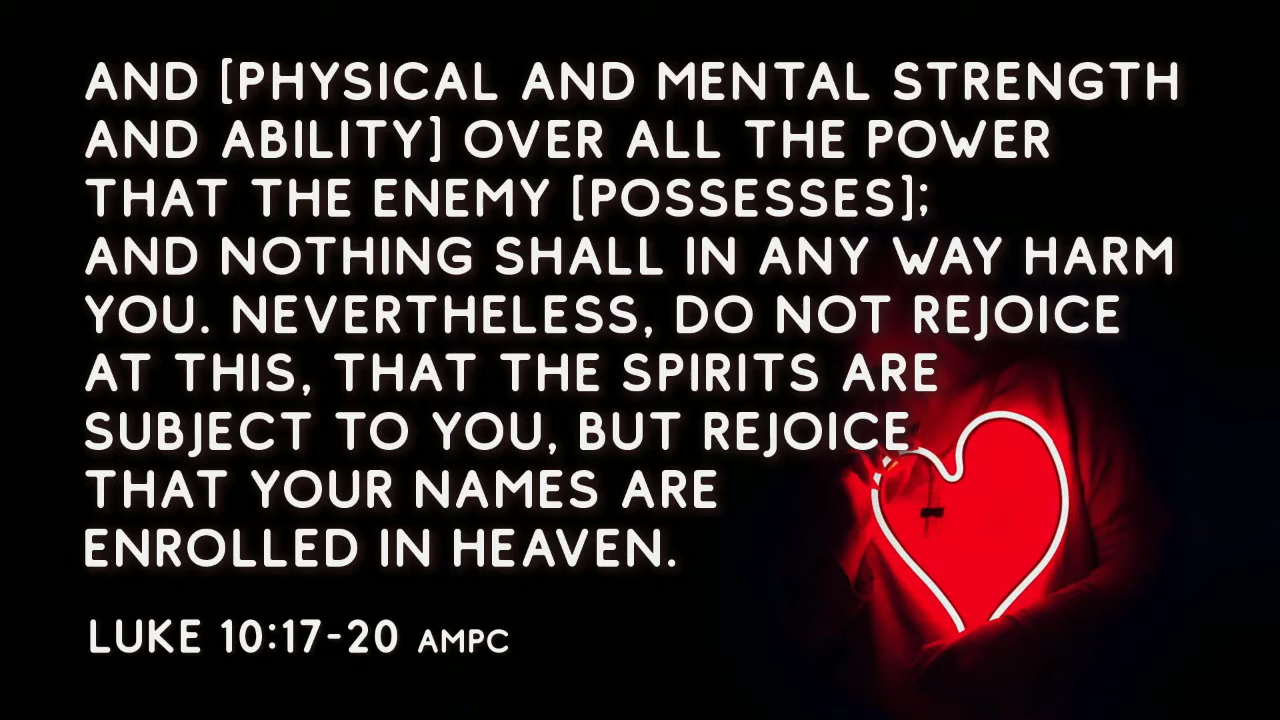 AND [PHYSICAL AND MENTAL STRENGTH
AND ABILITY] OVER ALL THE POWER
THAT THE ENEMY [POSSESSES];
AND NOTHING SHALL IN ANY WAY HARM
YOU. NEVERTHELESS, DO NOT REJOICE
AT THIS, THAT THE SPIRITS ARE
SUBJECT TO YOU, BUT REJOICE
THAT YOUR NAMES ARE
ENROLLED IN HEAVEN.
LUKE 10:17-20 AMPC